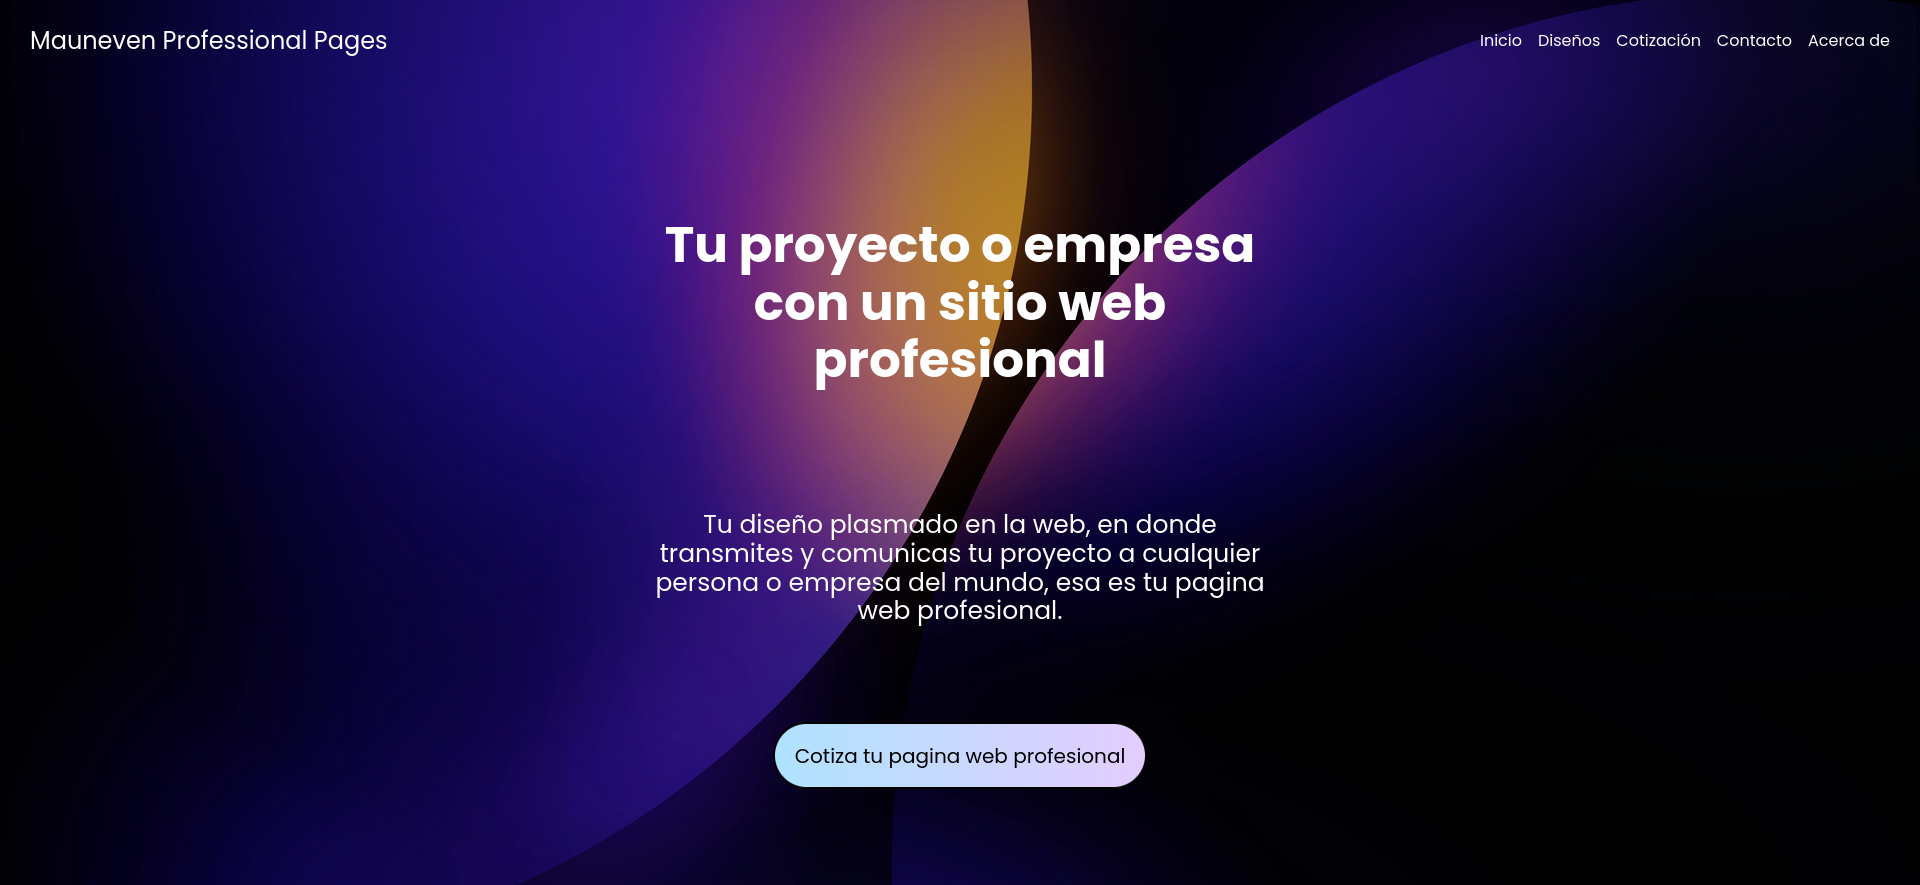 Mauneven Professional Pages
Inicio Diseños Cotización Contacto Acerca de
Tu proyecto o empresa
con un sitio web
profesional
Tu diseño plasmado en la web, en donde
transmites y comunicas tu proyecto a cualquier
persona o empresa del mundo, esa es tu pagina
web profesional.
Cotiza tu pagina web profesional